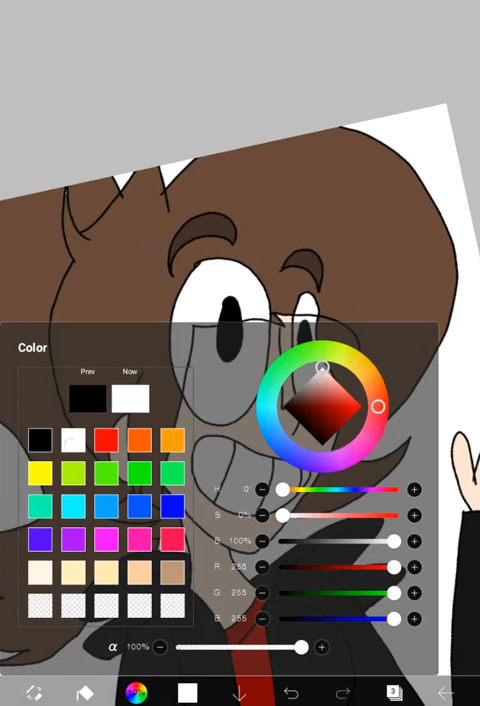 Color
Prev Now
H 0°
S 0%
B 100%
R 255
G 255
B 255
α 100%
3